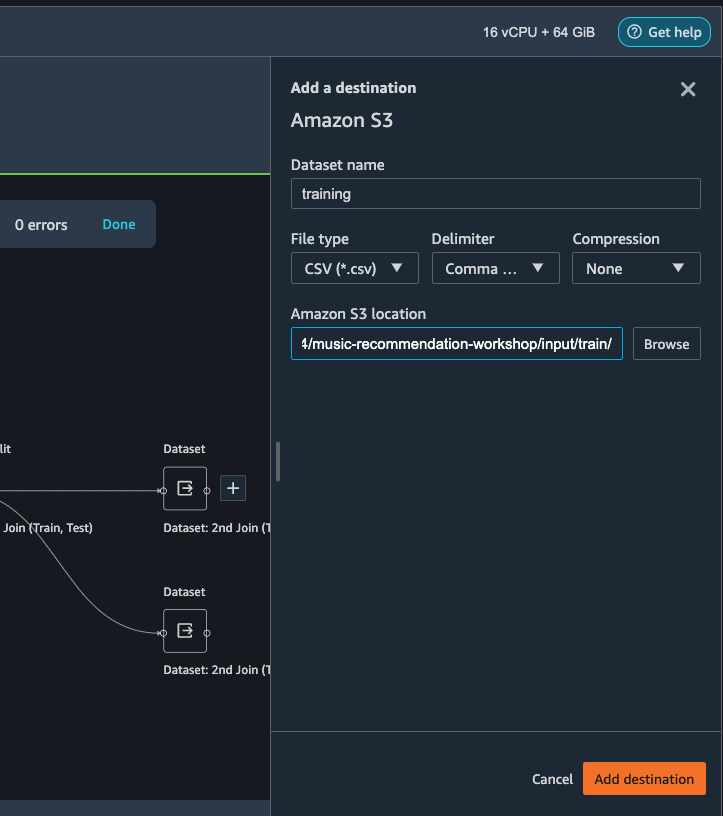 16 vCPU + 64 GiB
Get help
Add a destination
Amazon S3
Dataset name
training
0 errors
Done
File type
Delimiter
Compression
CSV (*.csv)
Comma ...
None
Amazon S3 location
4/music-recommendation-workshop/input/train/
Browse
lit
Dataset
Join (Train, Test)
Dataset: 2nd Join (T
Dataset
Dataset: 2nd Join (T
Cancel
Add destination